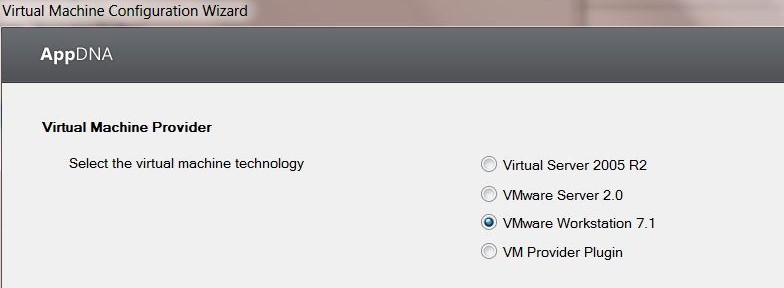 Virtual Machine Configuration Wizard
AppDNA
Virtual Machine Provider
Select the virtual machine technology
Virtual Server 2005 R2
VMware Server 2.0
VMware Workstation 7.1
VM Provider Plugin